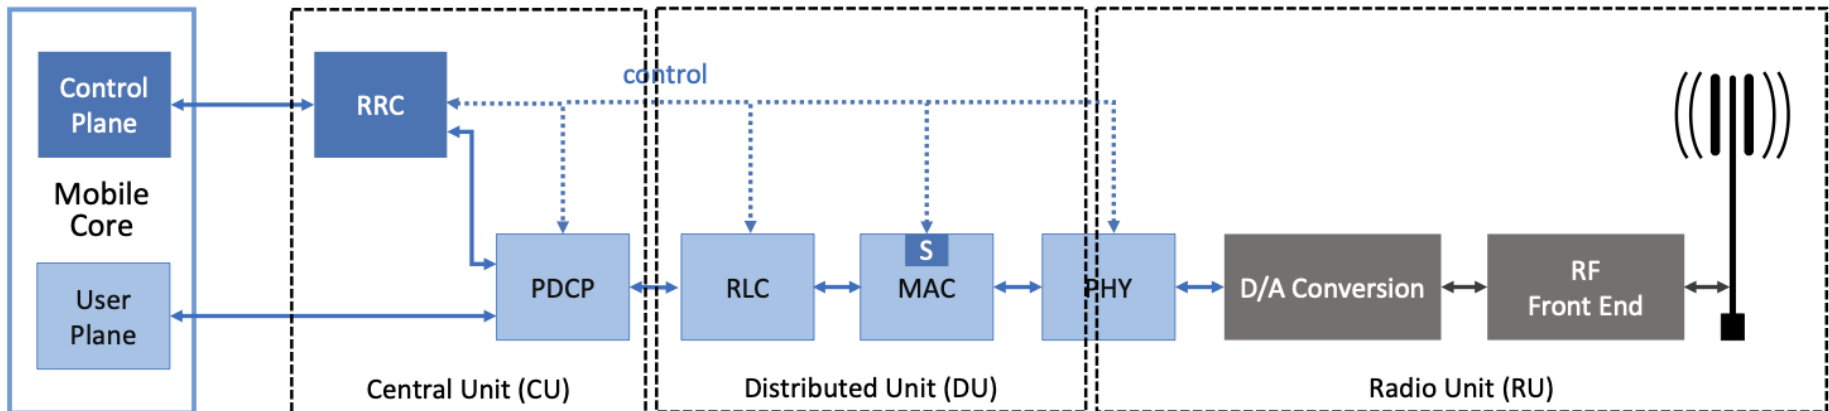 Control
Plane
Mobile
Core
User
Plane
RRC
control
PDCP
RLC
S
MAC
PHY
D/A Conversion
RF
Front End
Central Unit (CU)
Distributed Unit (DU)
Radio Unit (RU)